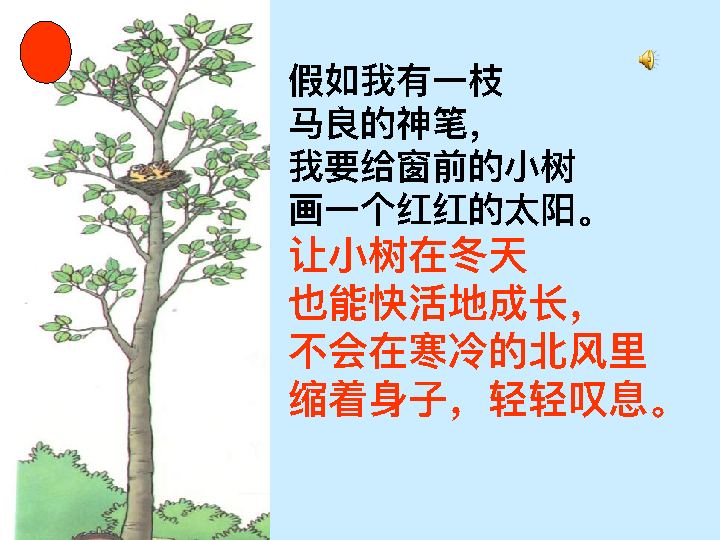 假如我有一枝
马良的神笔，
我要给窗前的小树
画一个红红的太阳。
让小树在冬天
也能快活地成长，
不会在寒冷的北风里
缩着身子，轻轻叹息。